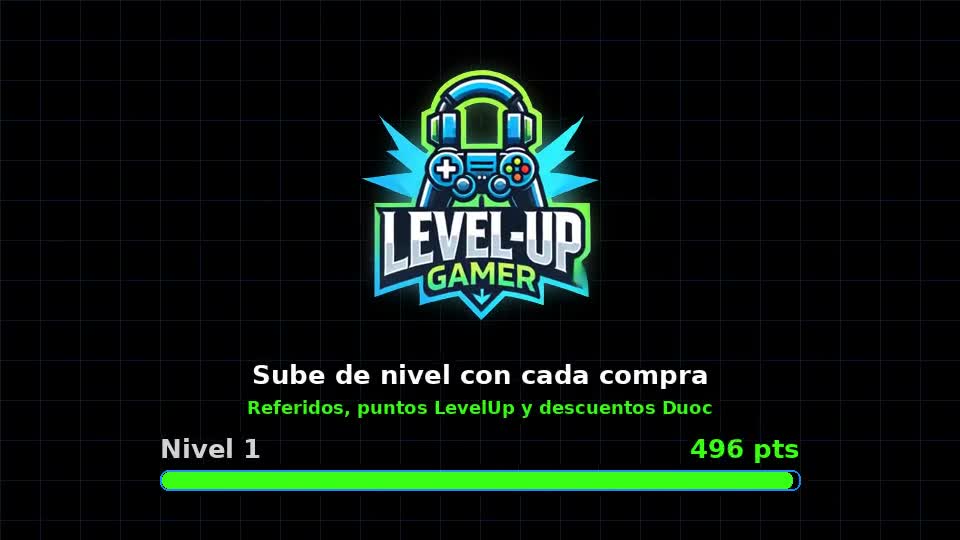 LEVEL-UP
GAMER
Sube de nivel con cada compra
Referidos, puntos LevelUp y descuentos Duoc
Nivel 1
496 pts